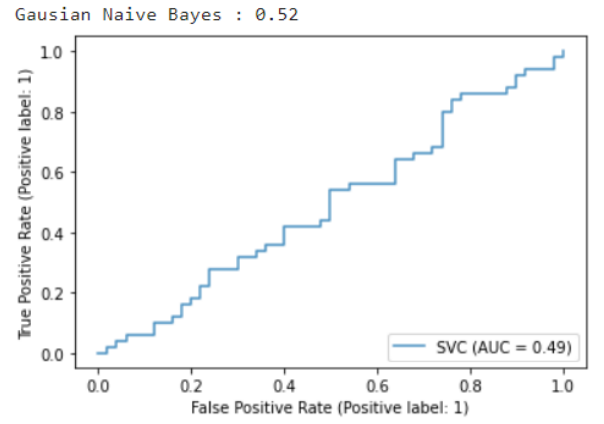 Gausian Naive Bayes : 0.52
1.0
0.8
0.6
0.4
0.2
0.0
True Positive Rate (Positive label: 1)
SVC (AUC = 0.49)
0.0 0.2 0.4 0.6 0.8 1.0
False Positive Rate (Positive label: 1)